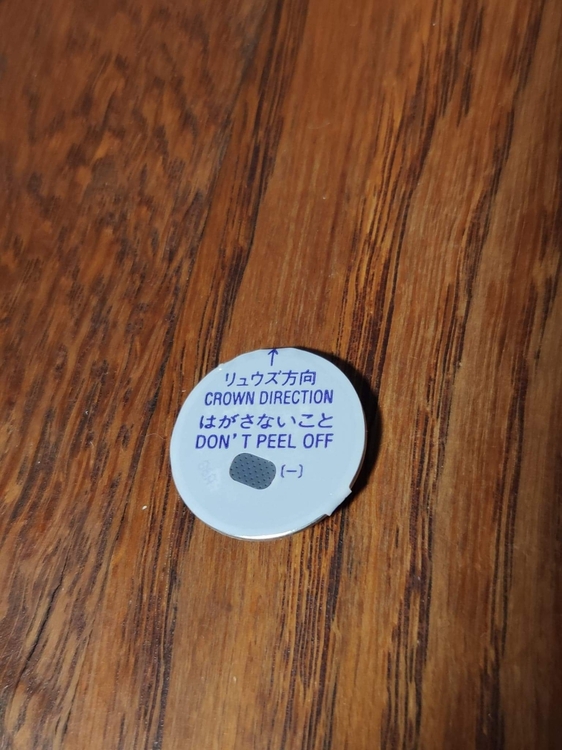 ↑
リュウズ方向
CROWN DIRECTION
はがさないこと
DON'T PEEL OFF
(−)